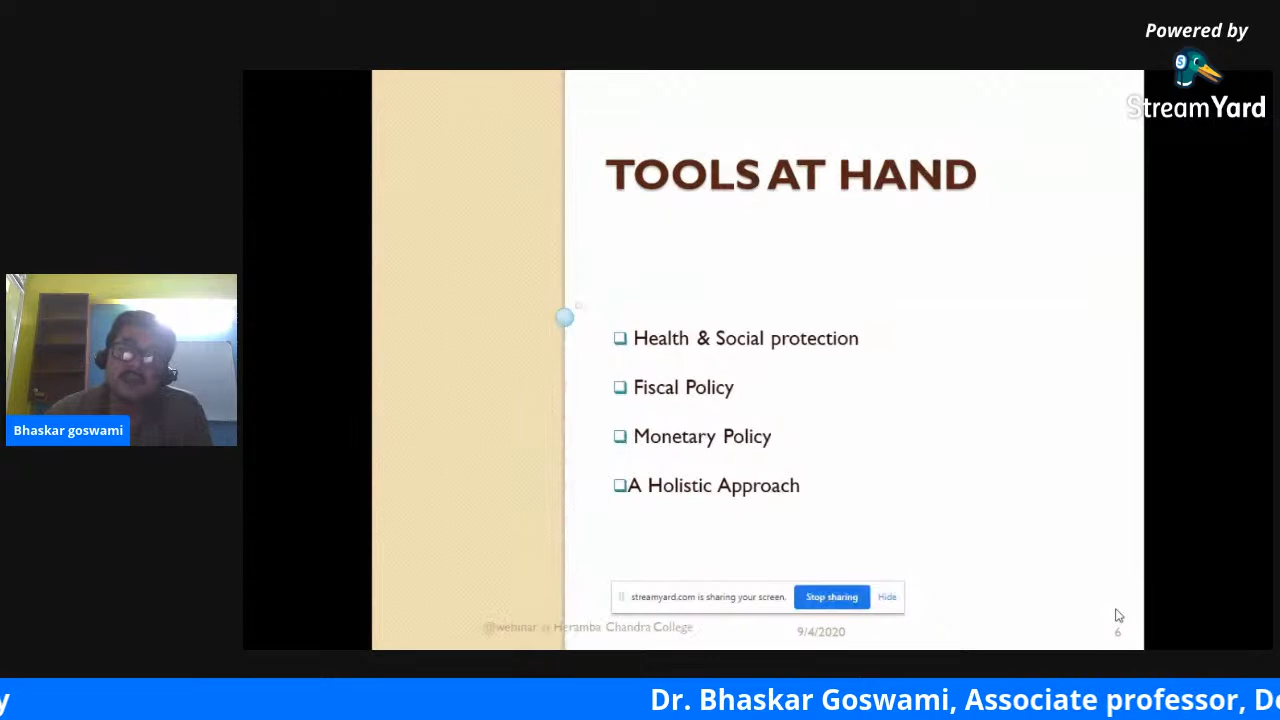 Powered by
StreamYard
TOOLS AT HAND
Health & Social protection
Fiscal Policy
Monetary Policy
A Holistic Approach
Bhaskar goswami
streamyard.com is sharing your screen. Stop sharing Hide
@webinar @ Heramba Chandra College 9/4/2020 6
y Dr. Bhaskar Goswami, Associate professor, De